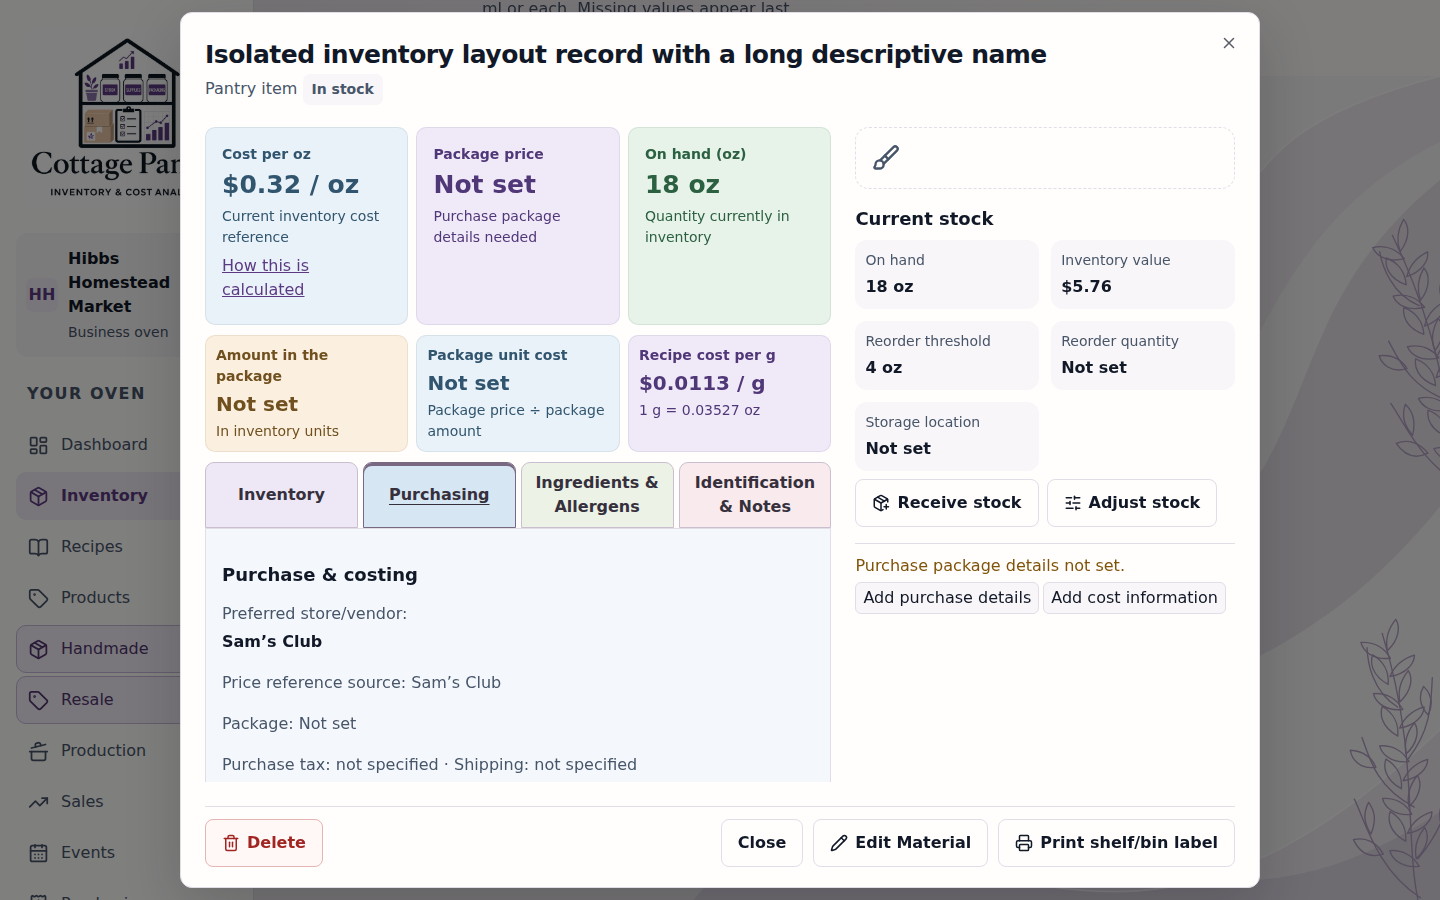 ml or each. Missing values appear last
Cottage Pan
INVENTORY & COST ANAL
HH
Hibbs
Homestead
Market
Business oven
YOUR OVEN
Dashboard
Inventory
Recipes
Products
Handmade
Resale
Production
Sales
Events
Isolated inventory layout record with a long descriptive name
Pantry item In stock
Cost per oz
$0.32 / oz
Current inventory cost
reference
How this is
calculated
Package price
Not set
Purchase package
details needed
On hand (oz)
18 oz
Quantity currently in
inventory
Amount in the
package
Not set
In inventory units
Package unit cost
Not set
Package price ÷ package
amount
Recipe cost per g
$0.0113 / g
1 g = 0.03527 oz
Inventory
Purchasing
Ingredients &
Allergens
Identification
& Notes
Purchase & costing
Preferred store/vendor:
Sam’s Club
Price reference source: Sam’s Club
Package: Not set
Purchase tax: not specified · Shipping: not specified
Current stock
On hand
18 oz
Inventory value
$5.76
Reorder threshold
4 oz
Reorder quantity
Not set
Storage location
Not set
Receive stock
Adjust stock
Purchase package details not set.
Add purchase details
Add cost information
Delete
Close
Edit Material
Print shelf/bin label